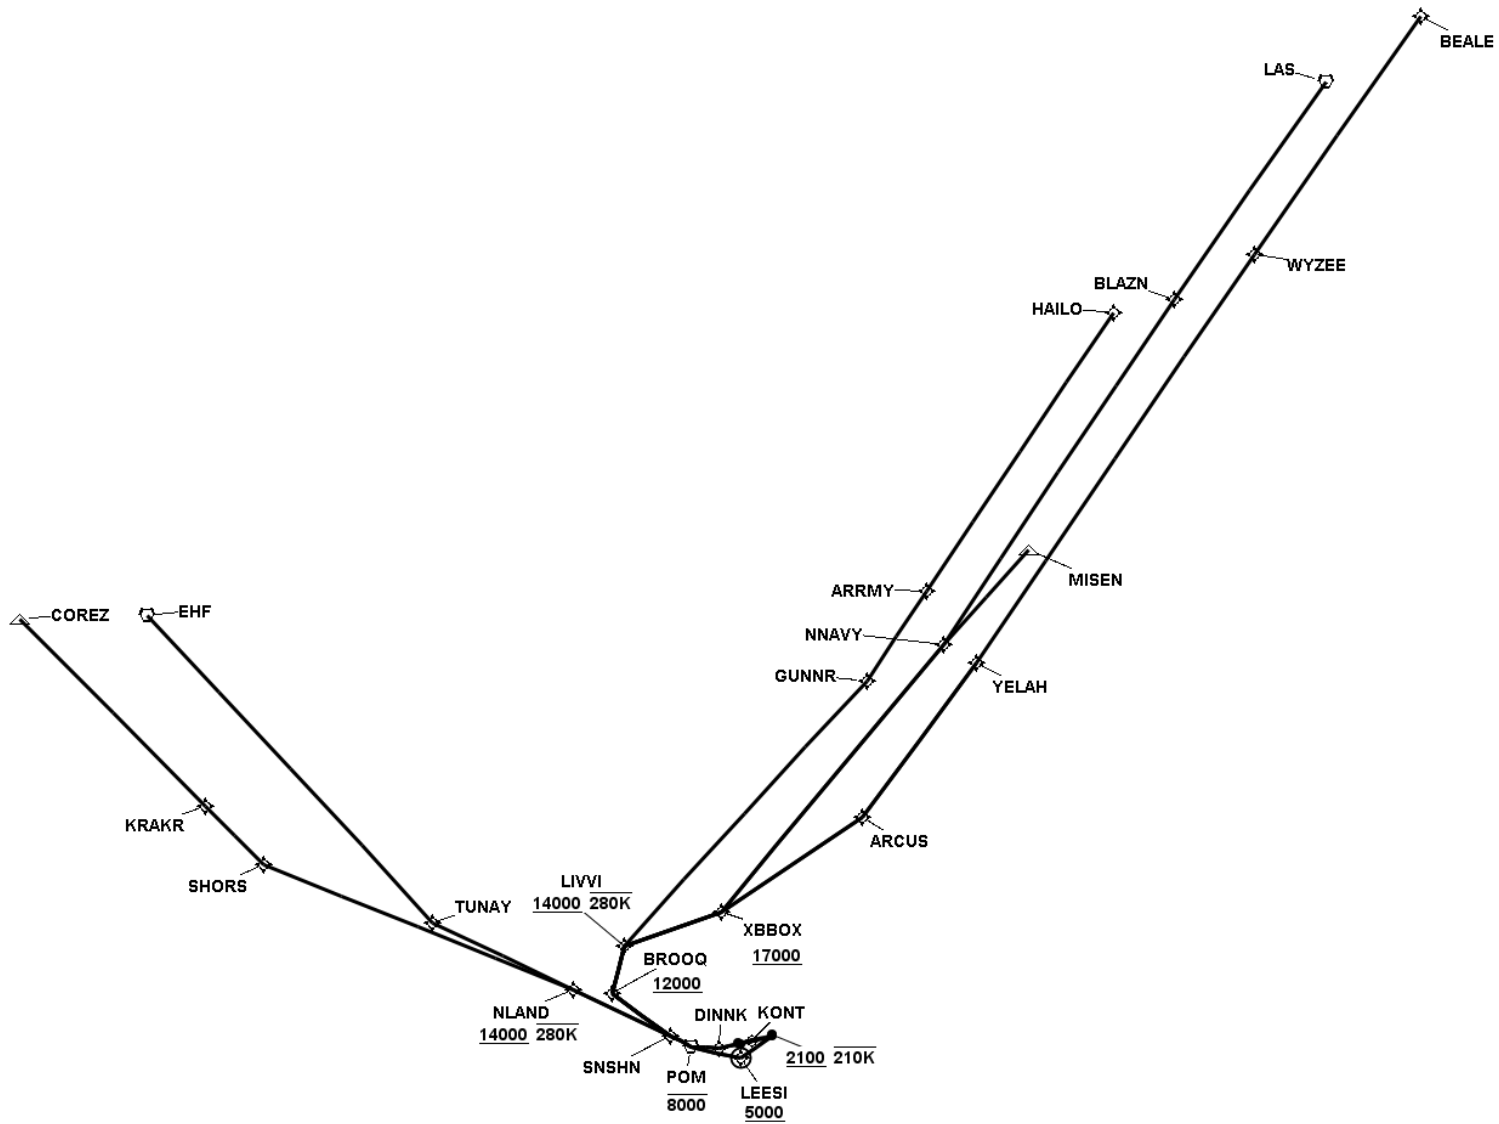 BEALE
LAS
WYZEE
BLAZN
HAILO
MISEN
ARRMY
COREZ
EHF
NNAVY
GUNNR
YELAH
KRAKR
ARCUS
SHORS
LIVVI
14000 280K
TUNAY
XBBOX
17000
BROOQ
12000
NLAND
14000 280K
DINNK
KONT
2100 210K
SNSHN
POM
8000
LEESI
5000